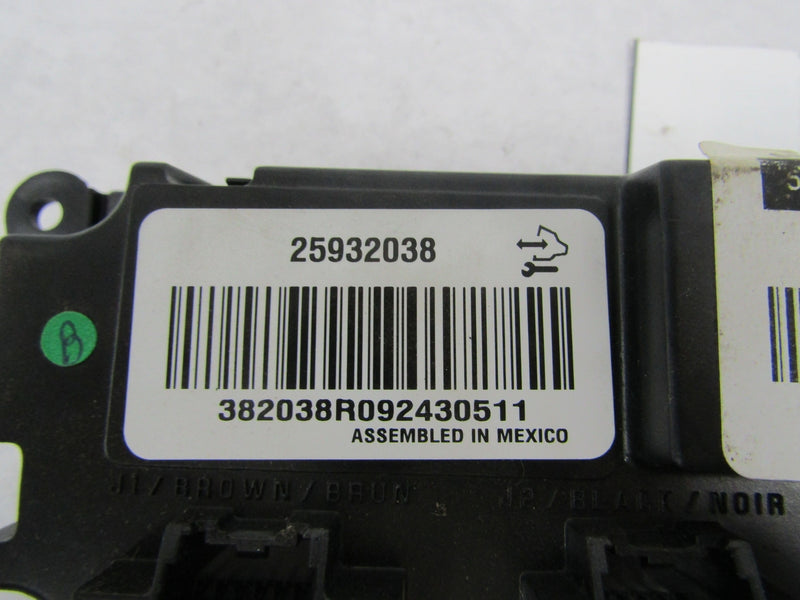 25932038
382038R092430511
ASSEMBLED IN MEXICO
J1/BROWN/BRUN
J2/BLACK/NOIR